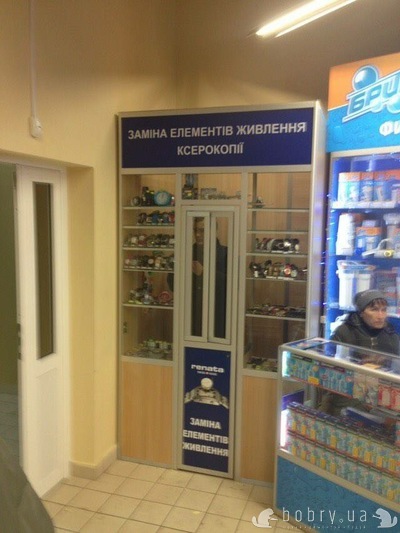 ЗАМІНА ЕЛЕМЕНТІВ ЖИВЛЕННЯ
КСЕРОКОПІЇ
renata
ЗАМІНА
ЕЛЕМЕНТІВ
ЖИВЛЕННЯ
bobry.ua